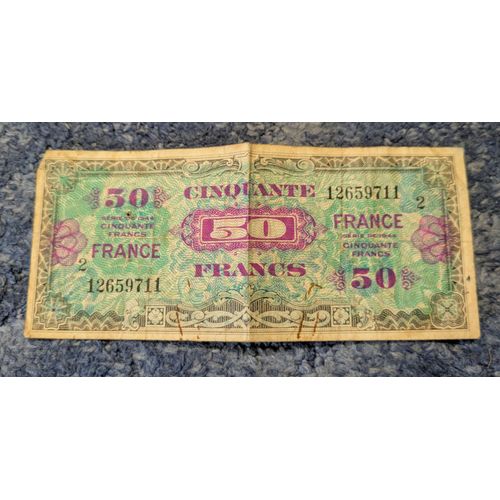 50
SÉRIE DE 1944
CINQUANTE
FRANCS
FRANCE
2
12659711
CINQUANTE
50
FRANCS
12659711
2
FRANCE
SÉRIE DE 1944
CINQUANTE
FRANCS
50